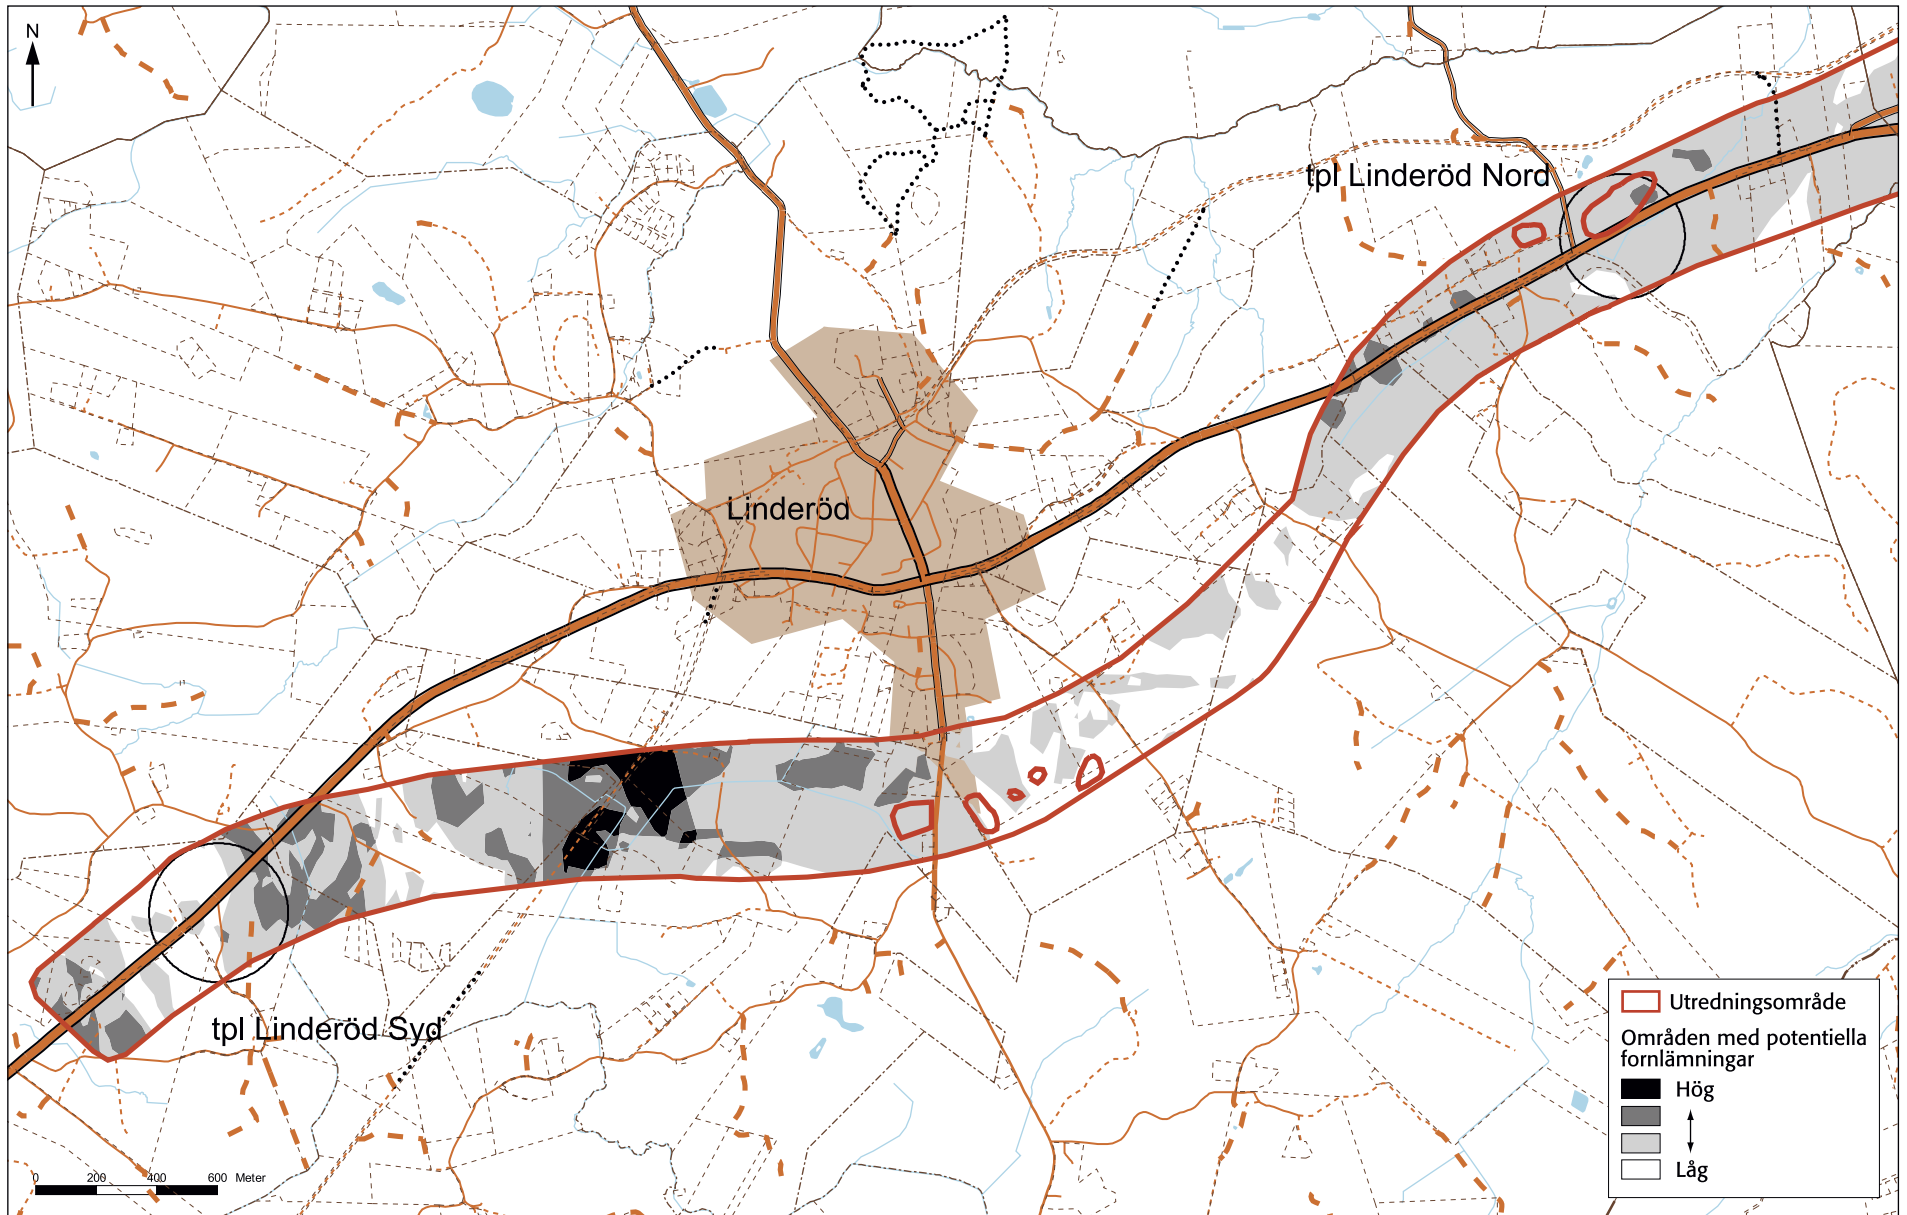 N
tpl Linderöd Nord
Linderöd
tpl Linderöd Syd
0 200 400 600 Meter
Utredningsområde
Områden med potentiella
fornlämningar
Hög
Låg